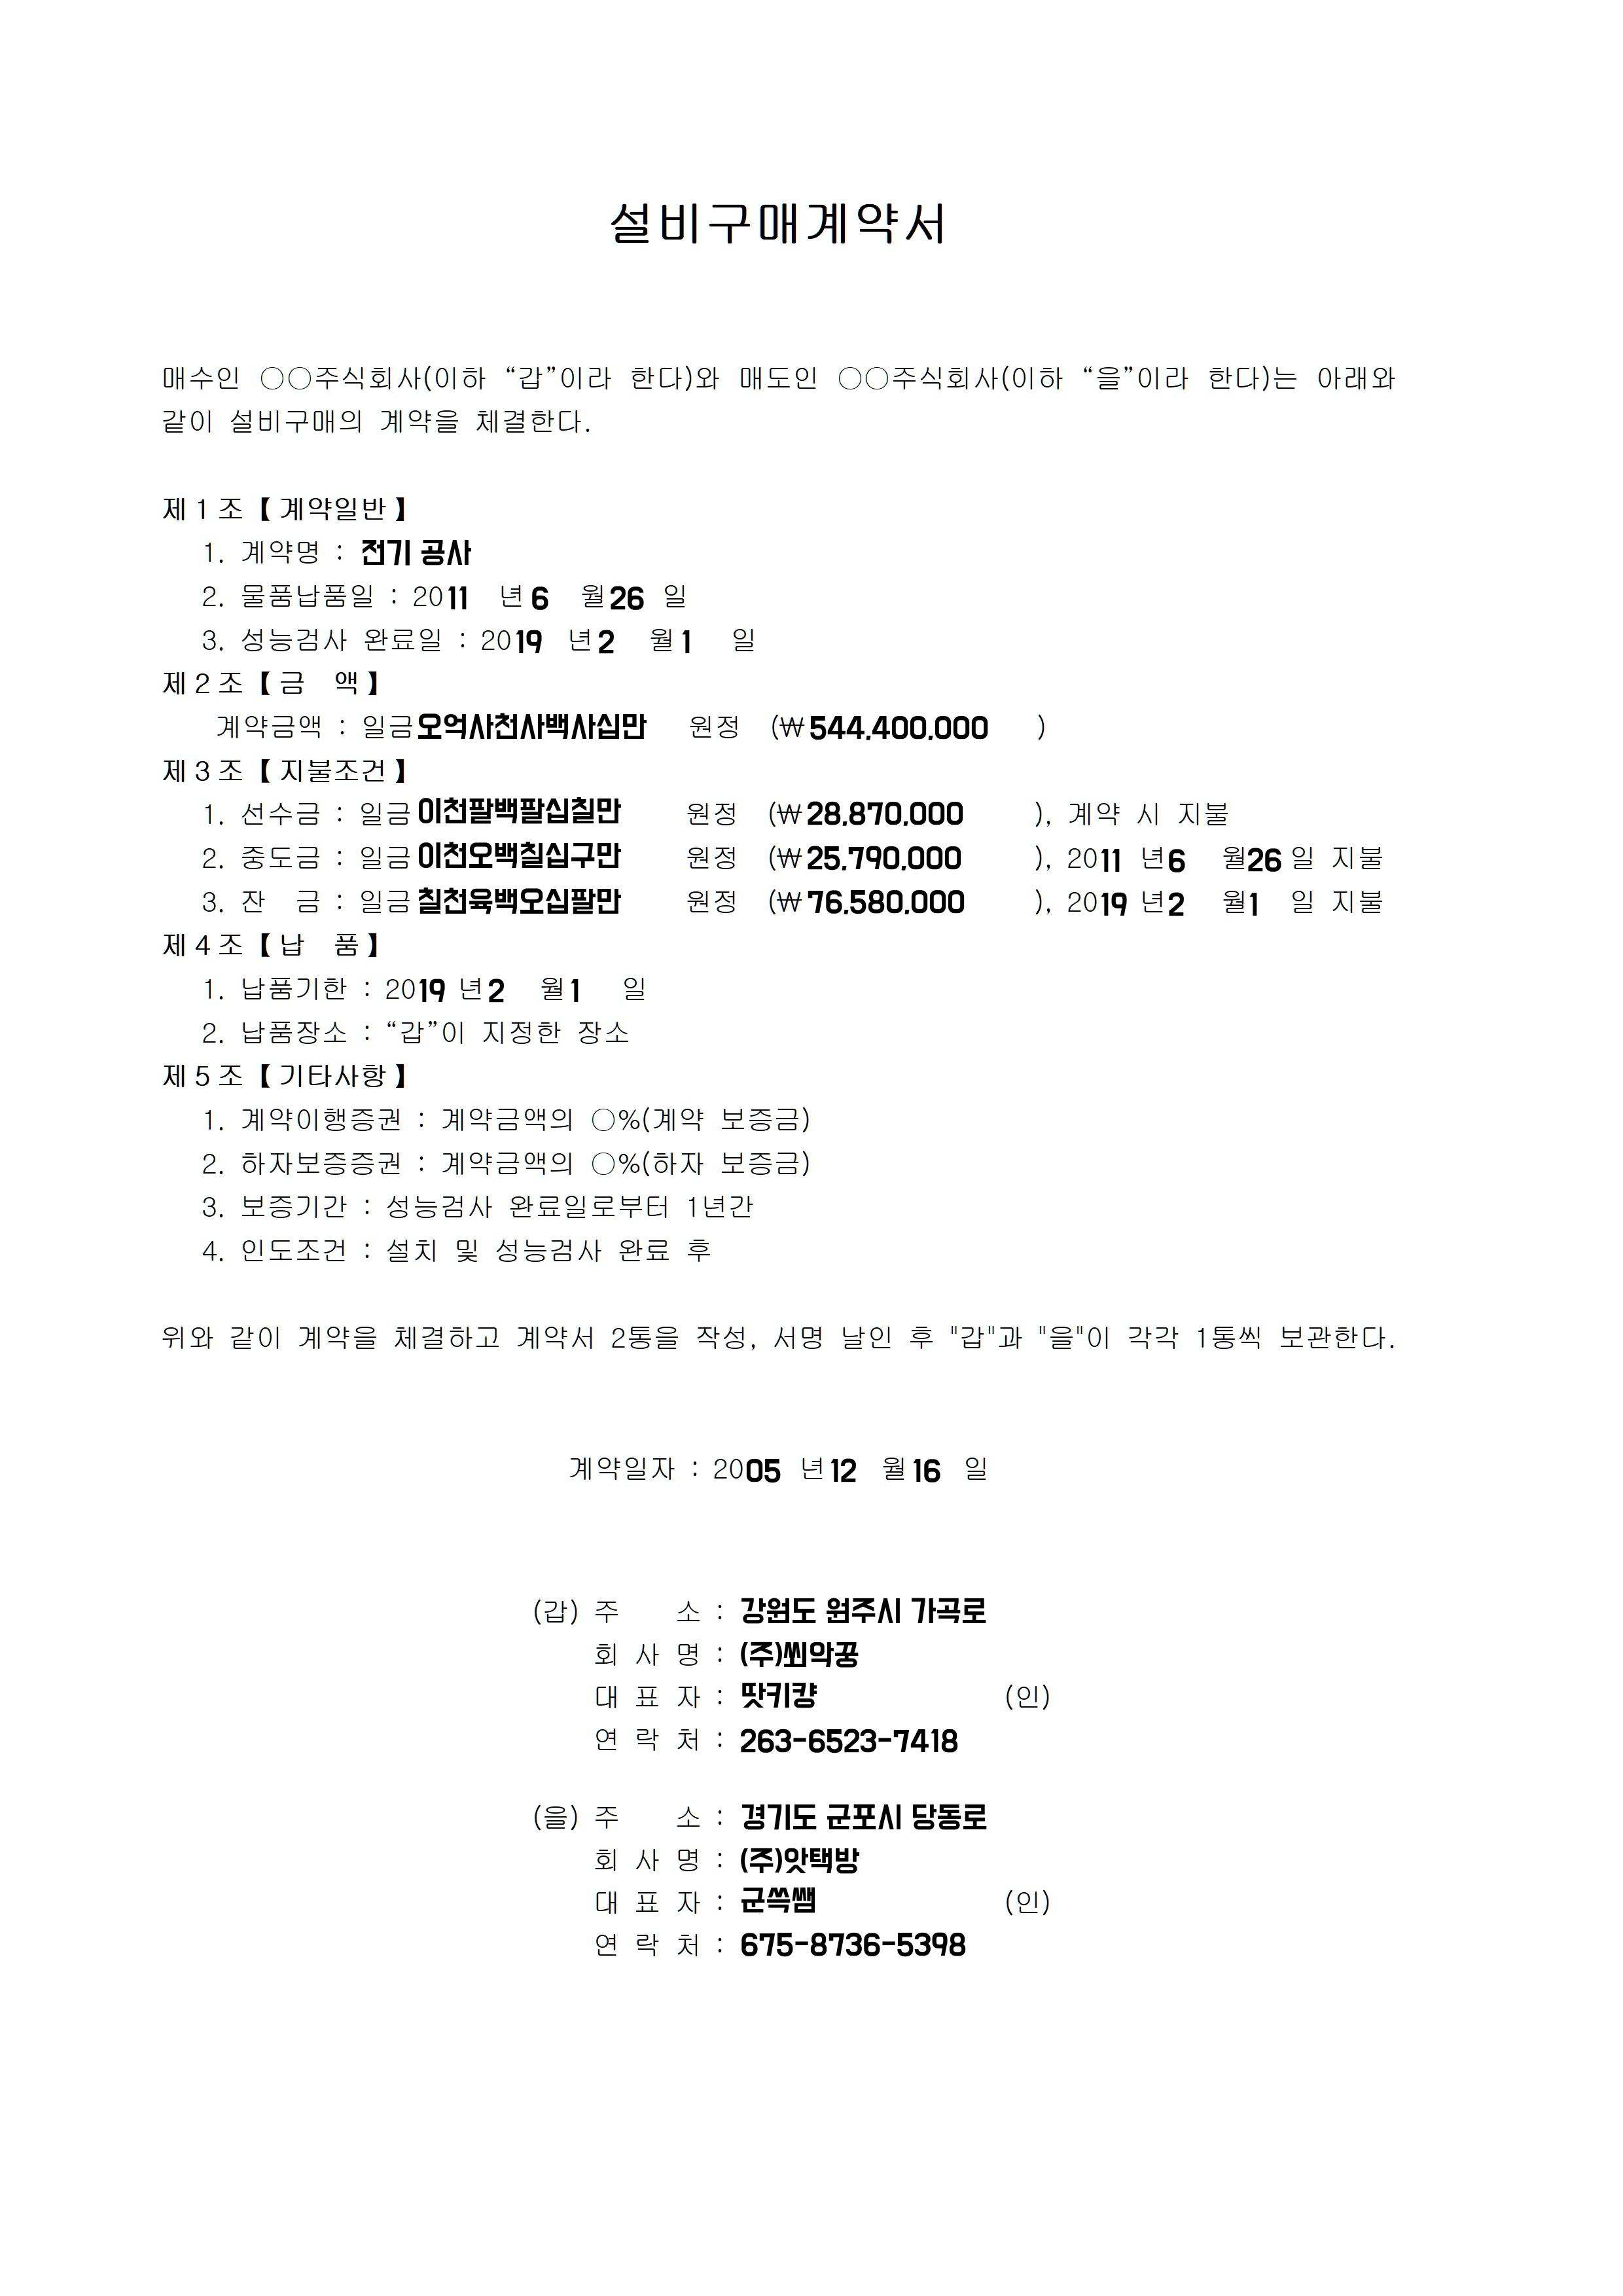 설비구매계약서
매수인 ○○주식회사(이하 “갑”이라 한다)와 매도인 ○○주식회사(이하 “을”이라 한다)는 아래와
같이 설비구매의 계약을 체결한다.
제 1 조【 계약일반 】
1. 계약명 : 전기 공사
2. 물품납품일 : 2011 년 6 월 26 일
3. 성능검사 완료일 : 2019 년 2 월 1 일
제 2 조【 금 액 】
계약금액 : 일금 오억사천사백사십만 원정 (₩ 544,400,000 )
제 3 조【 지불조건 】
1. 선수금 : 일금 이천팔백팔십칠만 원정 (₩ 28,870,000 ), 계약 시 지불
2. 중도금 : 일금 이천오백칠십구만 원정 (₩ 25,790,000 ), 2011 년 6 월 26 일 지불
3. 잔 금 : 일금 칠천육백오십팔만 원정 (₩ 76,580,000 ), 2019 년 2 월 1 일 지불
제 4 조【 납 품 】
1. 납품기한 : 2019 년 2 월 1 일
2. 납품장소 : “갑”이 지정한 장소
제 5 조【 기타사항 】
1. 계약이행증권 : 계약금액의 ○%(계약 보증금)
2. 하자보증증권 : 계약금액의 ○%(하자 보증금)
3. 보증기간 : 성능검사 완료일로부터 1년간
4. 인도조건 : 설치 및 성능검사 완료 후
위와 같이 계약을 체결하고 계약서 2통을 작성, 서명 날인 후 "갑"과 "을"이 각각 1통씩 보관한다.
계약일자 : 2005 년 12 월 16 일
(갑) 주 소 : 강원도 원주시 가곡로
회 사 명 : (주)쐬악꿍
대 표 자 : 땃키걍 (인)
연 락 처 : 263-6523-7418
(을) 주 소 : 경기도 군포시 당동로
회 사 명 : (주)앗택방
대 표 자 : 군쓱쌤 (인)
연 락 처 : 675-8736-5398